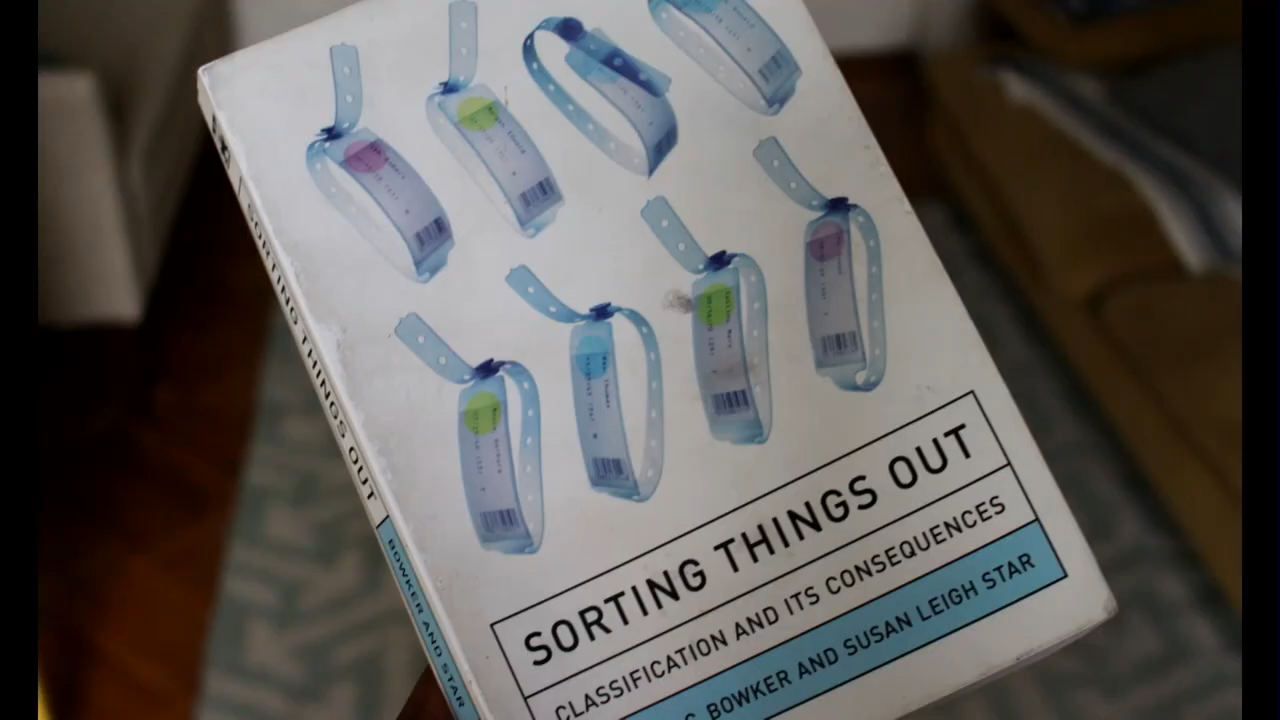 SORTING THINGS OUT
CLASSIFICATION AND ITS CONSEQUENCES
BOWKER AND SUSAN LEIGH STAR
SORTING THINGS OUT
BOWKER AND STAR